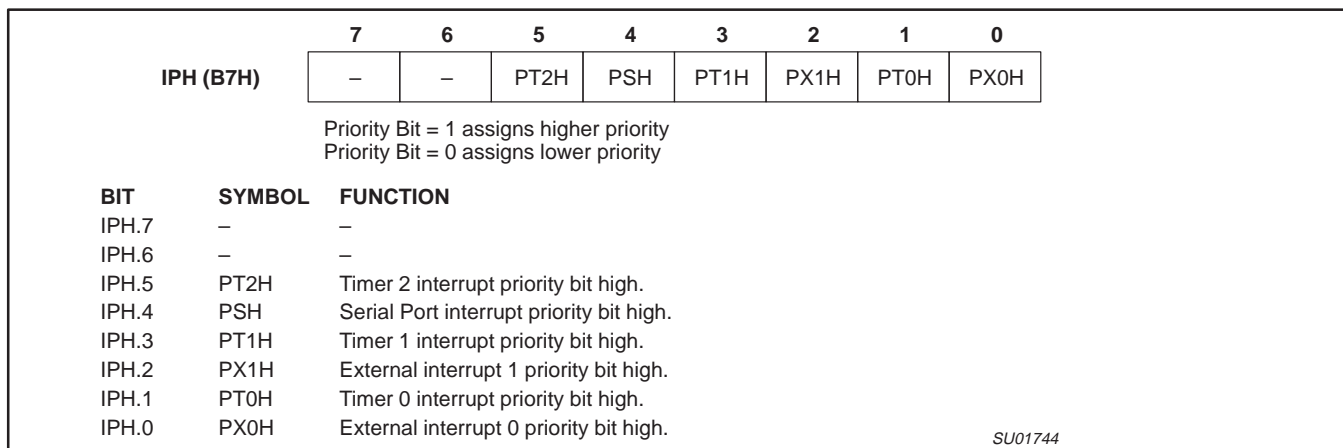 7 6 5 4 3 2 1 0
IPH (B7H) – – PT2H PSH PT1H PX1H PT0H PX0H
Priority Bit = 1 assigns higher priority
Priority Bit = 0 assigns lower priority
BIT SYMBOL FUNCTION
IPH.7 – –
IPH.6 – –
IPH.5 PT2H Timer 2 interrupt priority bit high.
IPH.4 PSH Serial Port interrupt priority bit high.
IPH.3 PT1H Timer 1 interrupt priority bit high.
IPH.2 PX1H External interrupt 1 priority bit high.
IPH.1 PT0H Timer 0 interrupt priority bit high.
IPH.0 PX0H External interrupt 0 priority bit high.
SU01744